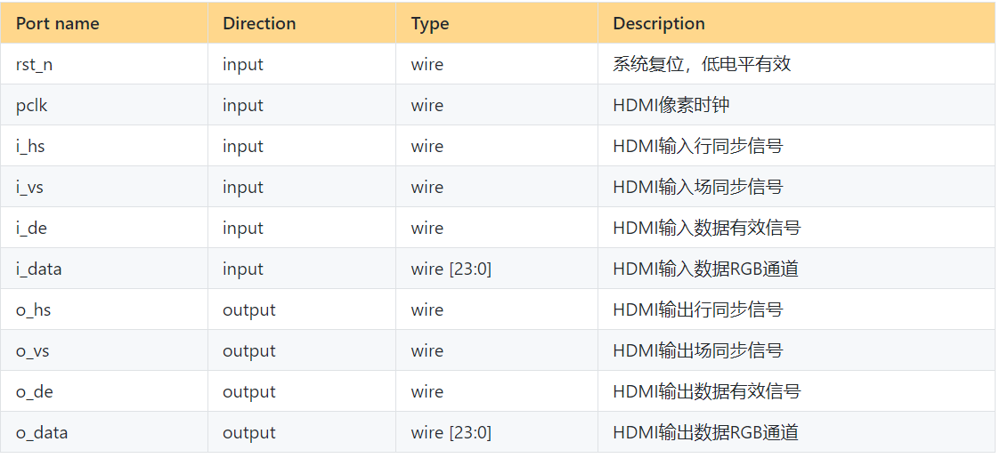 Port name Direction Type Description
rst_n input wire 系统复位，低电平有效
pclk input wire HDMI像素时钟
i_hs input wire HDMI输入行同步信号
i_vs input wire HDMI输入场同步信号
i_de input wire HDMI输入数据有效信号
i_data input wire [23:0] HDMI输入数据RGB通道
o_hs output wire HDMI输出行同步信号
o_vs output wire HDMI输出场同步信号
o_de output wire HDMI输出数据有效信号
o_data output wire [23:0] HDMI输出数据RGB通道